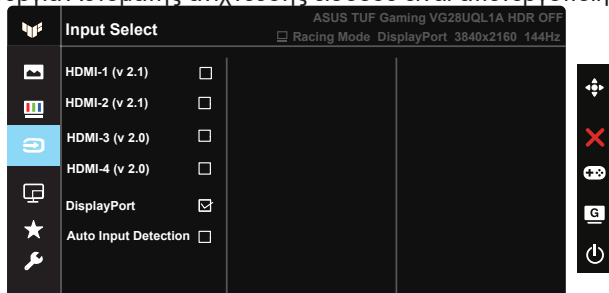 ASUS TUF Gaming VG28UQL1A HDR OFF
Input Select
Racing Mode DisplayPort 3840x2160 144Hz
HDMI-1 (v 2.1)
HDMI-2 (v 2.1)
HDMI-3 (v 2.0)
HDMI-4 (v 2.0)
DisplayPort
Auto Input Detection
G